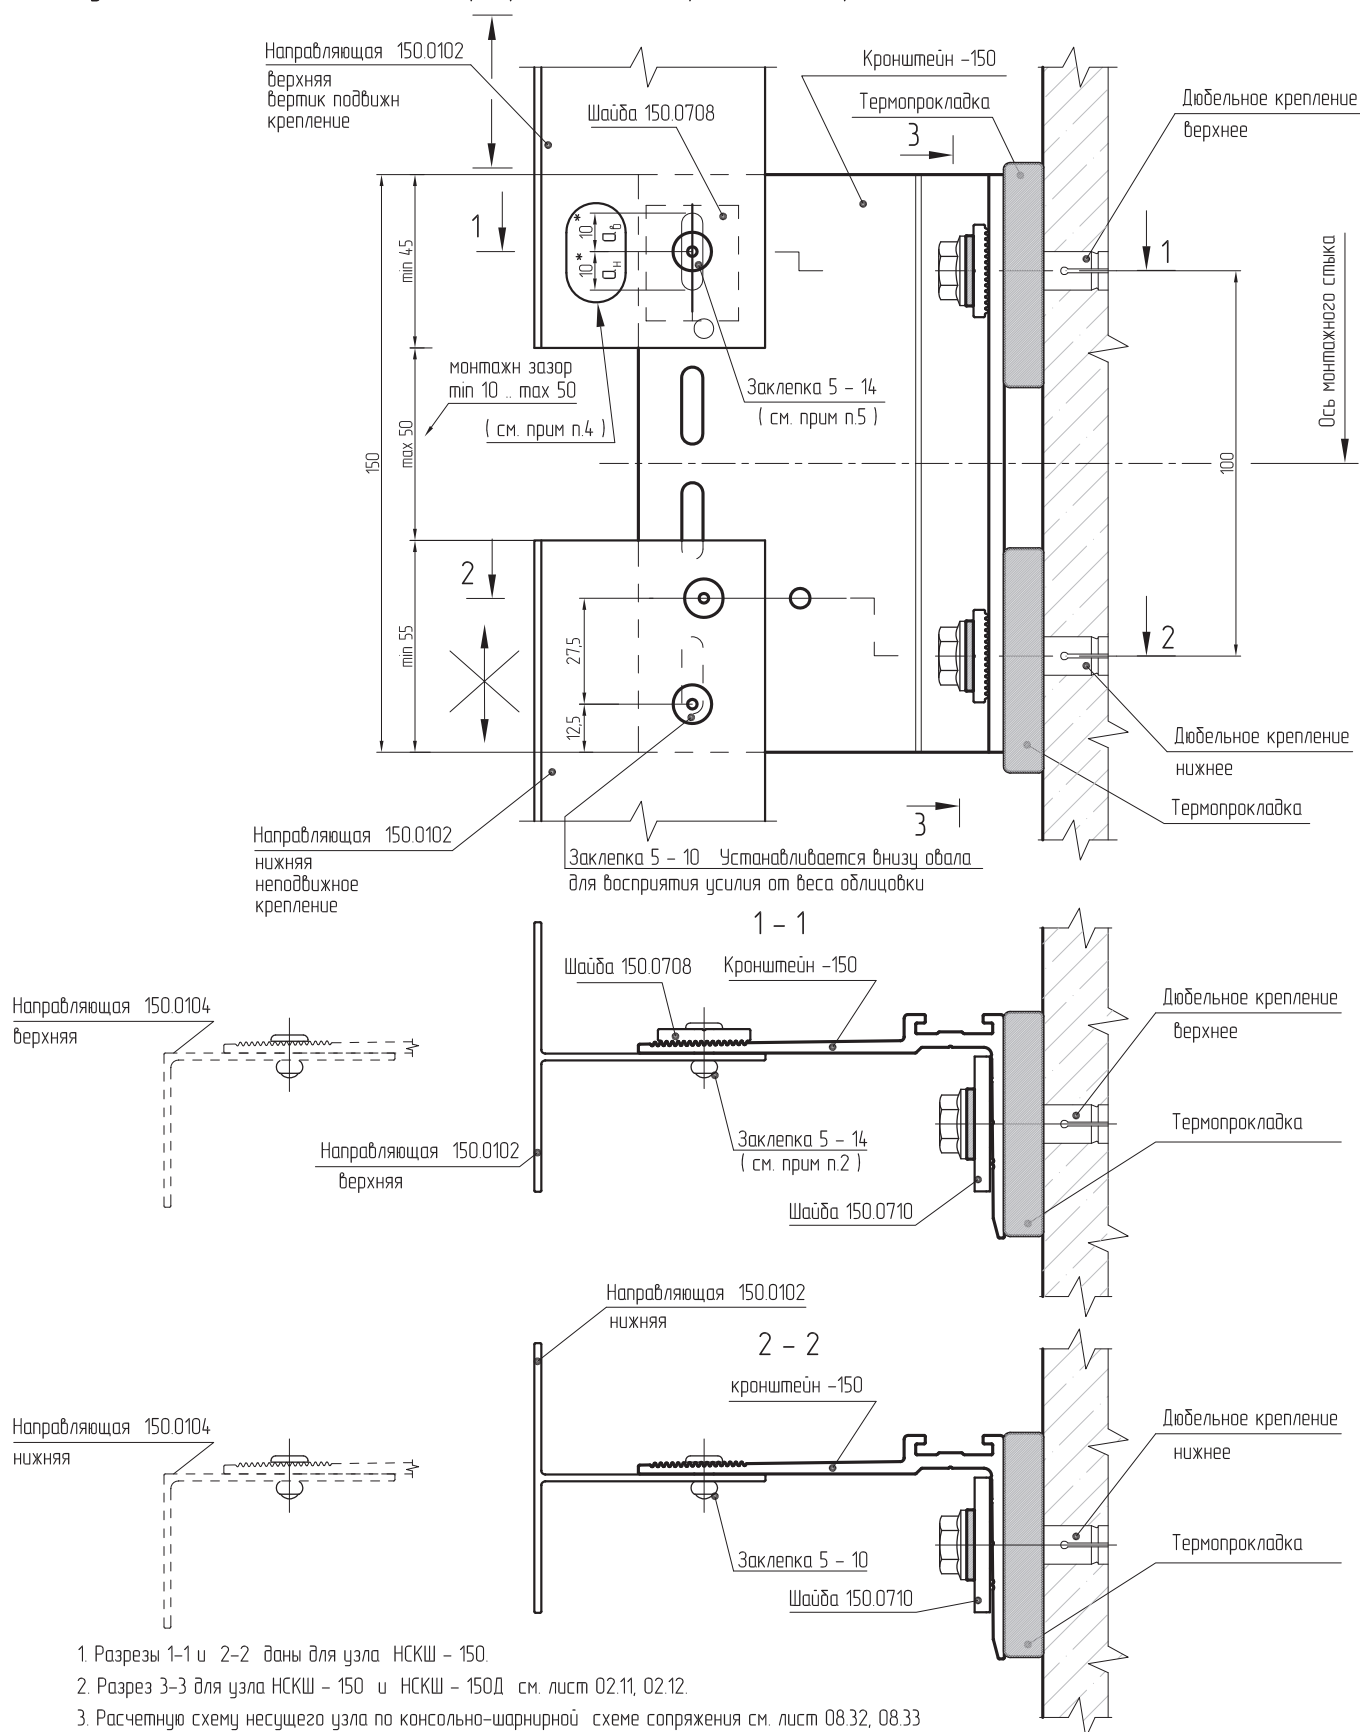 Направляющая 150.0102
верхняя
вертик подвижн
крепление
Шайба 150.0708
Кронштейн -150
Термопрокладка
Дюбельное крепление
верхнее
3
1
10*
aв
10*
aн
1
min 45
монтажн зазор
min 10 .. max 50
( см. прим п.4 )
Заклепка 5 - 14
( см. прим п.5 )
Ось монтажного стыка
150
max 50
100
2
27,5
12,5
min 55
2
Дюбельное крепление
нижнее
Термопрокладка
3
Направляющая 150.0102
нижняя
неподвижное
крепление
Заклепка 5 - 10 Устанавливается внизу овала
для восприятия усилия от веса облицовки
1 - 1
Шайба 150.0708
Кронштейн -150
Направляющая 150.0104
верхняя
Дюбельное крепление
верхнее
Термопрокладка
Направляющая 150.0102
верхняя
Заклепка 5 - 14
( см. прим п.2 )
Шайба 150.0710
Направляющая 150.0102
нижняя
2 - 2
кронштейн -150
Направляющая 150.0104
нижняя
Дюбельное крепление
нижнее
Термопрокладка
Заклепка 5 - 10
Шайба 150.0710
1. Разрезы 1-1 и 2-2 даны для узла НСКШ - 150.
2. Разрез 3-3 для узла НСКШ - 150 и НСКШ - 150Д см. лист 02.11, 02.12.
3. Расчетную схему несущего узла по консольно-шарнирной схеме сопряжения см. лист 08.32, 08.33